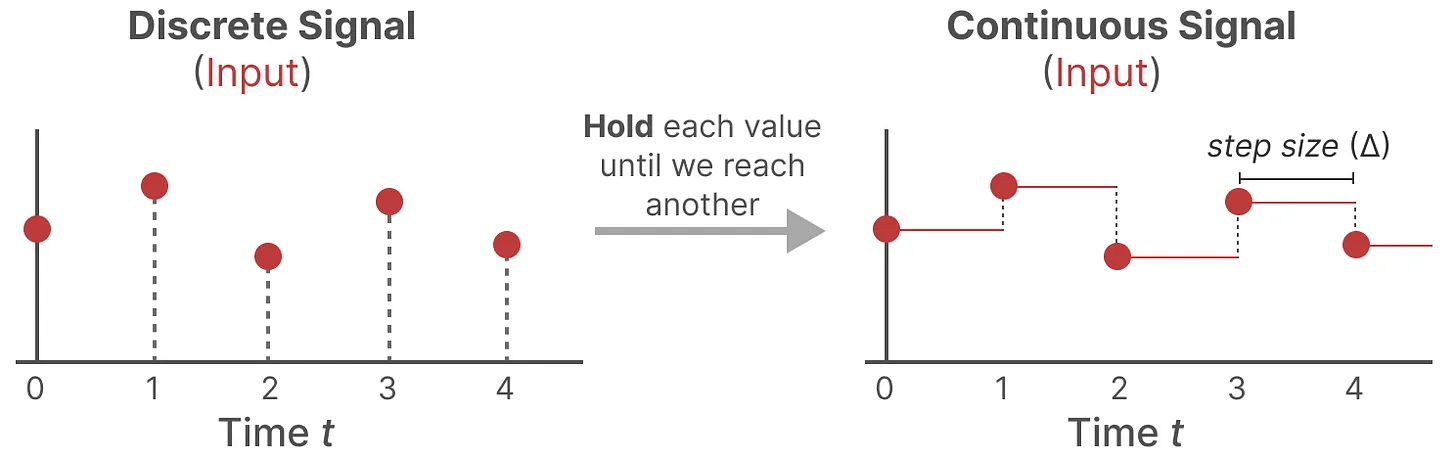 Discrete Signal
(Input)
Hold each value
until we reach
another
Continuous Signal
(Input)
step size (Δ)
0 1 2 3 4
Time t
0 1 2 3 4
Time t